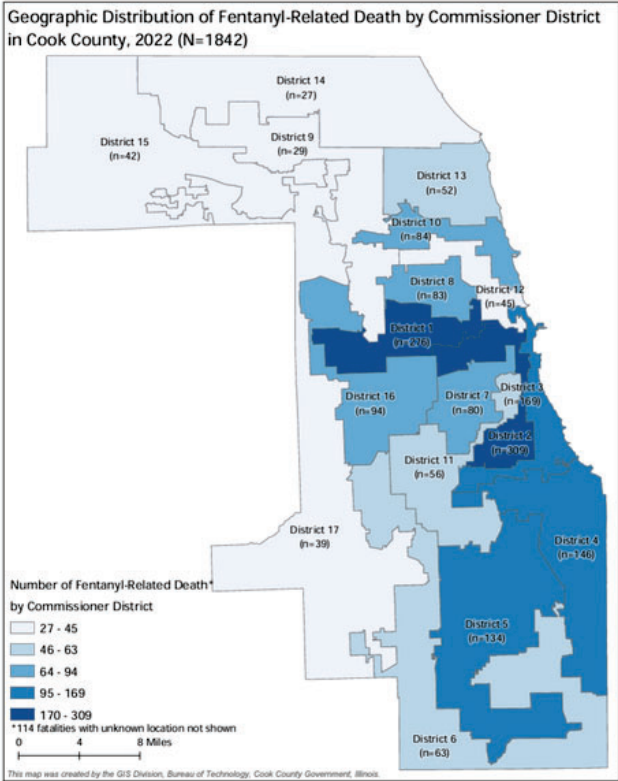 Geographic Distribution of Fentanyl-Related Death by Commissioner District
in Cook County, 2022 (N=1842)
District 14
(n=27)
District 15
(n=42)
District 9
(n=29)
District 13
(n=52)
District 10
(n=84)
District 8
(n=83)
District 12
(n=45)
District 1
(n=276)
District 3
(n=169)
District 16
(n=94)
District 7
(n=80)
District 2
(n=309)
District 11
(n=56)
District 17
(n=39)
District 4
(n=146)
District 5
(n=134)
District 6
(n=63)
Number of Fentanyl-Related Death*
by Commissioner District
27 - 45
46 - 63
64 - 94
95 - 169
170 - 309
*114 fatalities with unknown location not shown
0 4 8 Miles
This map was created by the GIS Division, Bureau of Technology, Cook County Government, Illinois.